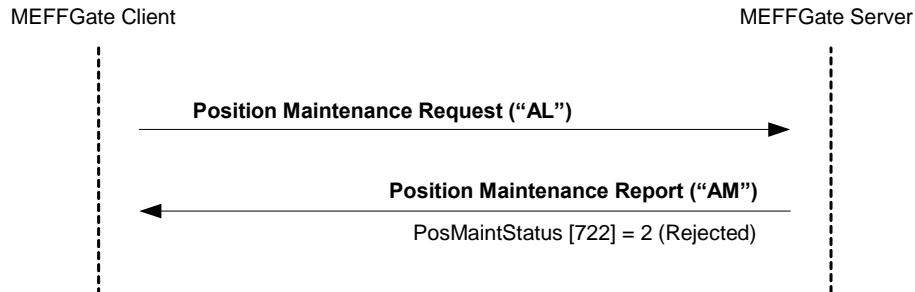 MEFFGate Client
MEFFGate Server
Position Maintenance Request (“AL”)
Position Maintenance Report (“AM”)
PosMaintStatus [722] = 2 (Rejected)